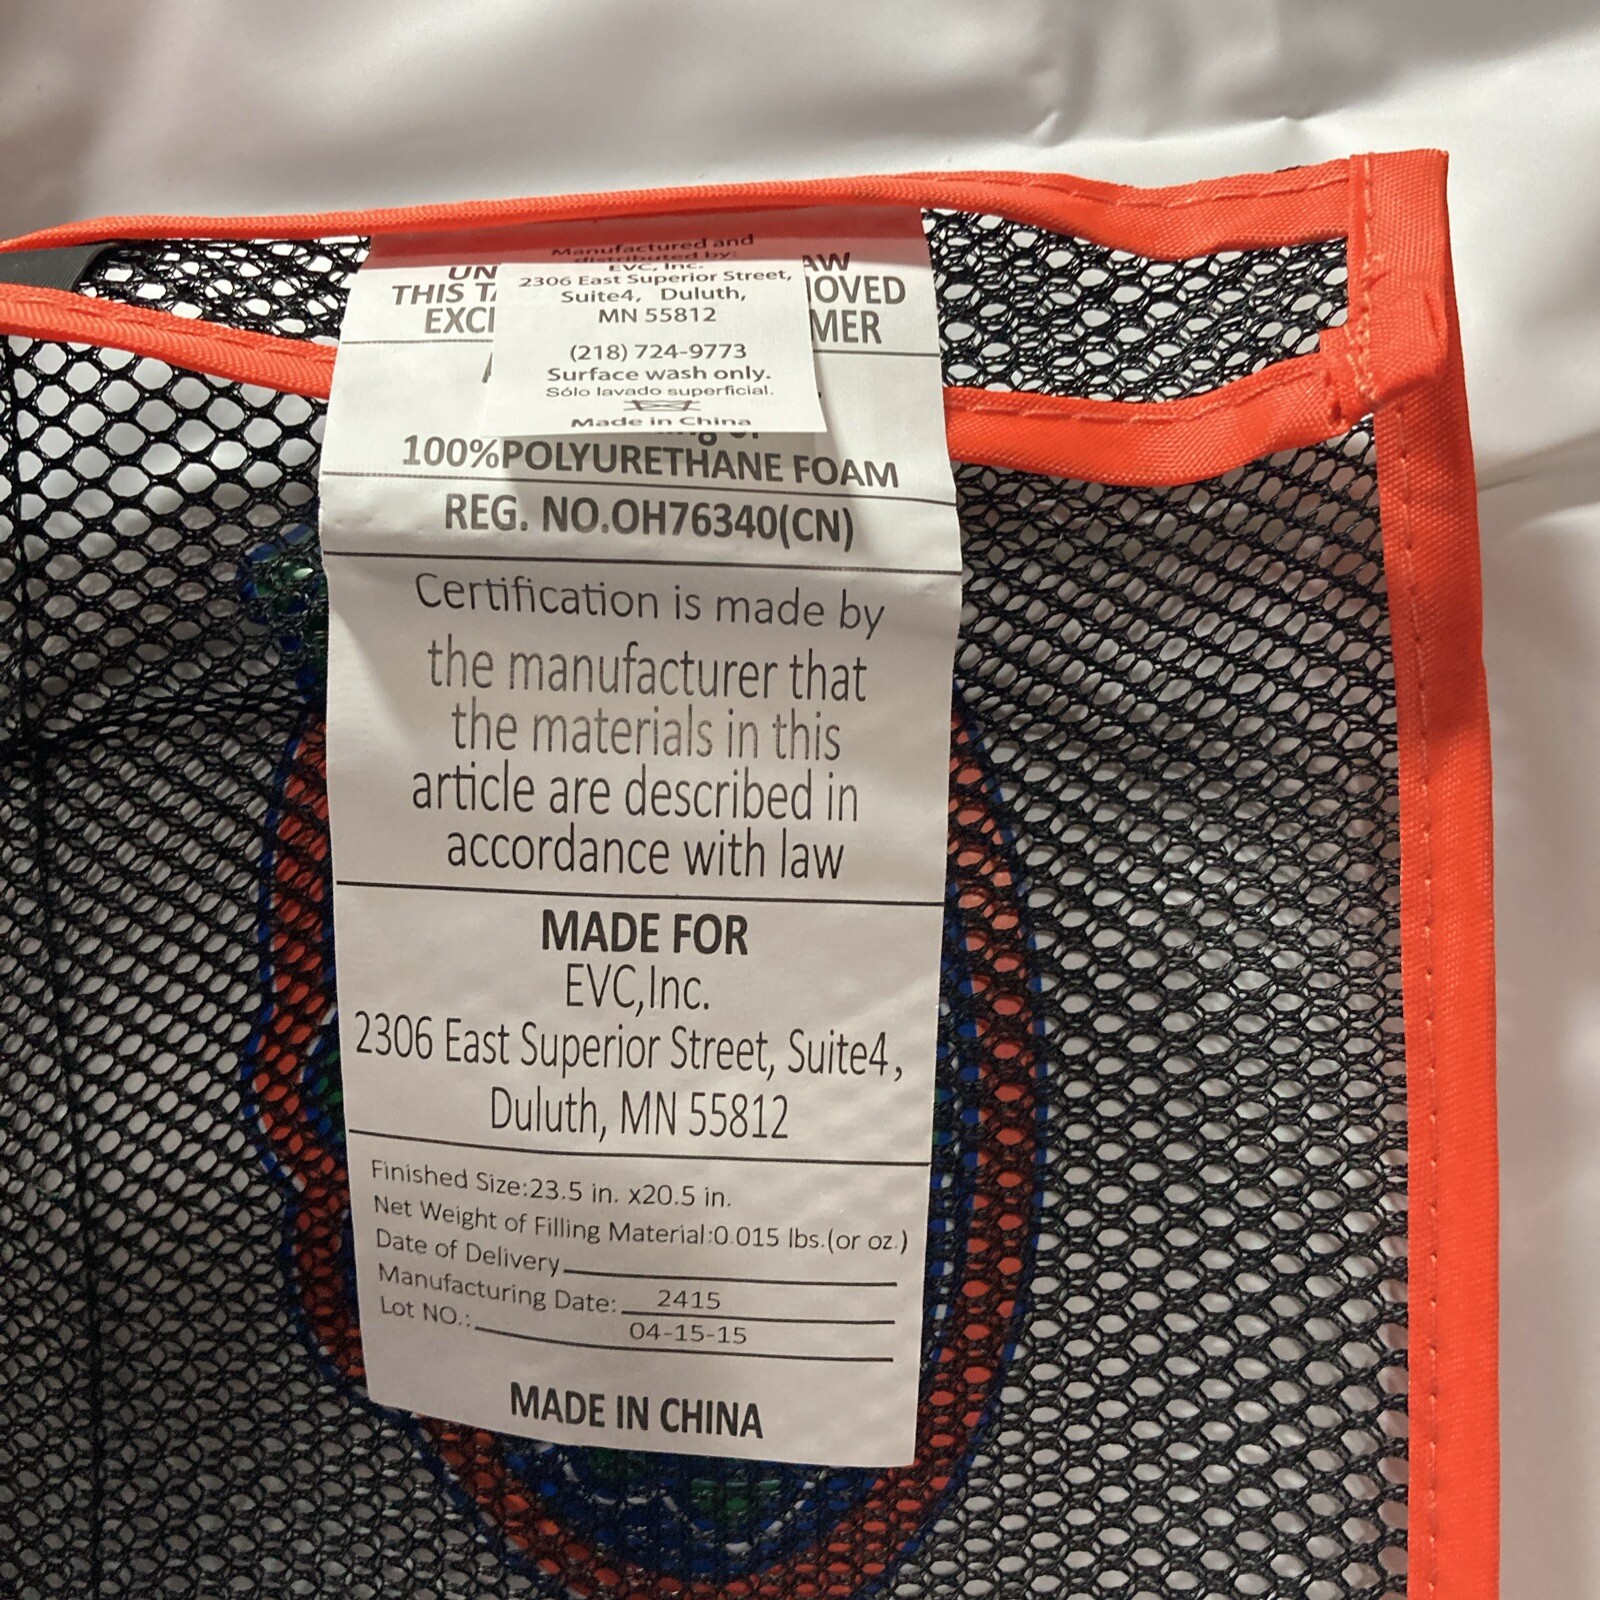 Manufactured and
distributed by:
EVC, Inc.
2306 East Superior Street,
Suite4, Duluth,
MN 55812
(218) 724-9773
Surface wash only.
Sólo lavado superficial.
Made in China
UN
AW
THIS TA
OVED
EXCE
MER
100%POLYURETHANE FOAM
REG. NO.OH76340(CN)
Certification is made by
the manufacturer that
the materials in this
article are described in
accordance with law
MADE FOR
EVC,Inc.
2306 East Superior Street, Suite4,
Duluth, MN 55812
Finished Size:23.5 in. x20.5 in.
Net Weight of Filling Material:0.015 lbs.(or oz.)
Date of Delivery
Manufacturing Date: 2415
Lot NO.: 04-15-15
MADE IN CHINA